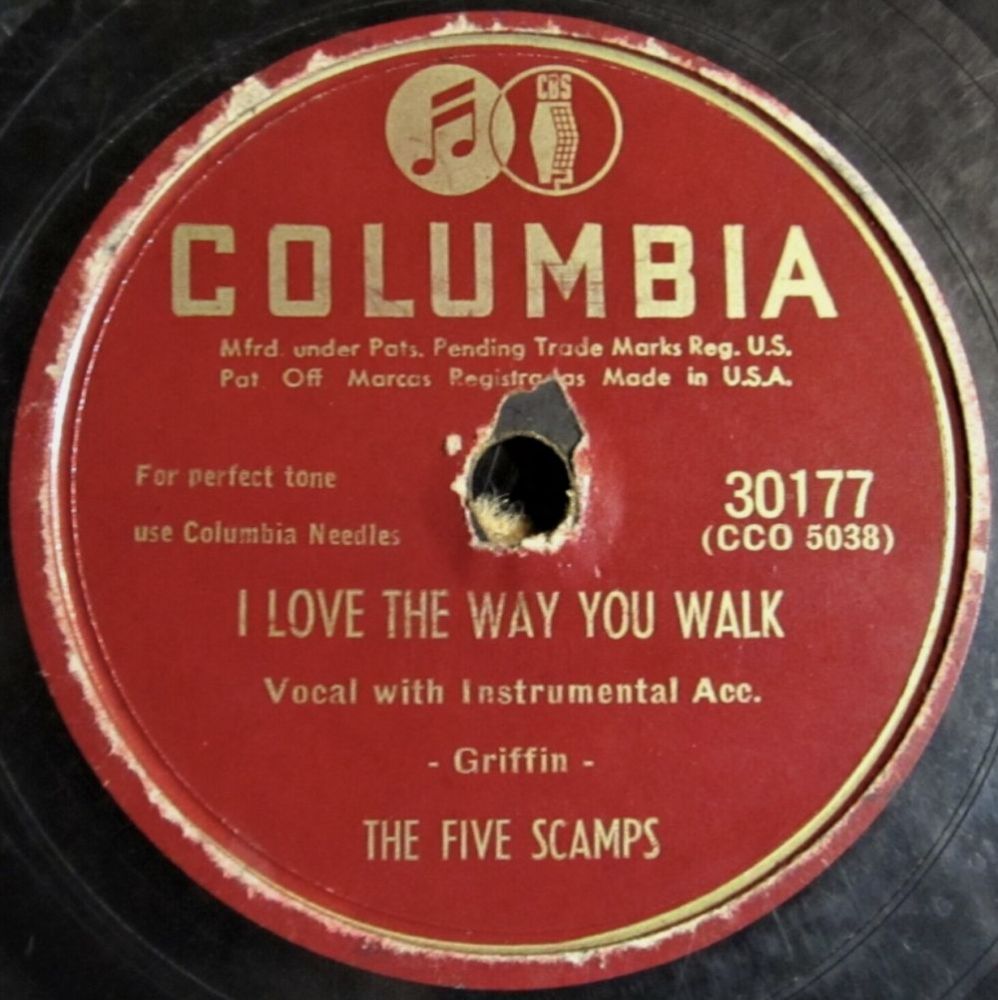 CBS
COLUMBIA
Mfrd. under Pats. Pending Trade Marks Reg. U.S.
Pat Off Marcas Made in U.S.A.
For perfect tone
use Columbia Needles
30177
(CCO 5038)
I LOVE THE WAY YOU WALK
Vocal with Instrumental Acc.
- Griffin -
THE FIVE SCAMPS